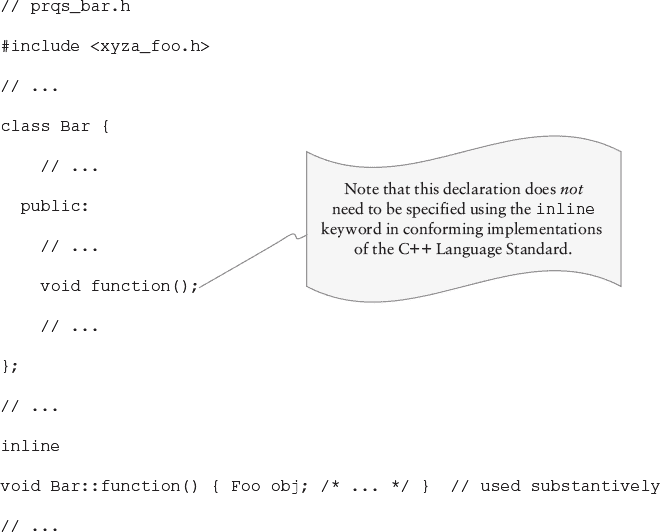 // prqs_bar.h
#include <xyza_foo.h>
// ...
class Bar {
// ...
public:
// ...
void function();
// ...
};
// ...
inline
void Bar::function() { Foo obj; /* ... */ }  // used substantively
// ...
Note that this declaration does not
need to be specified using the inline
keyword in conforming implementations
of the C++ Language Standard.